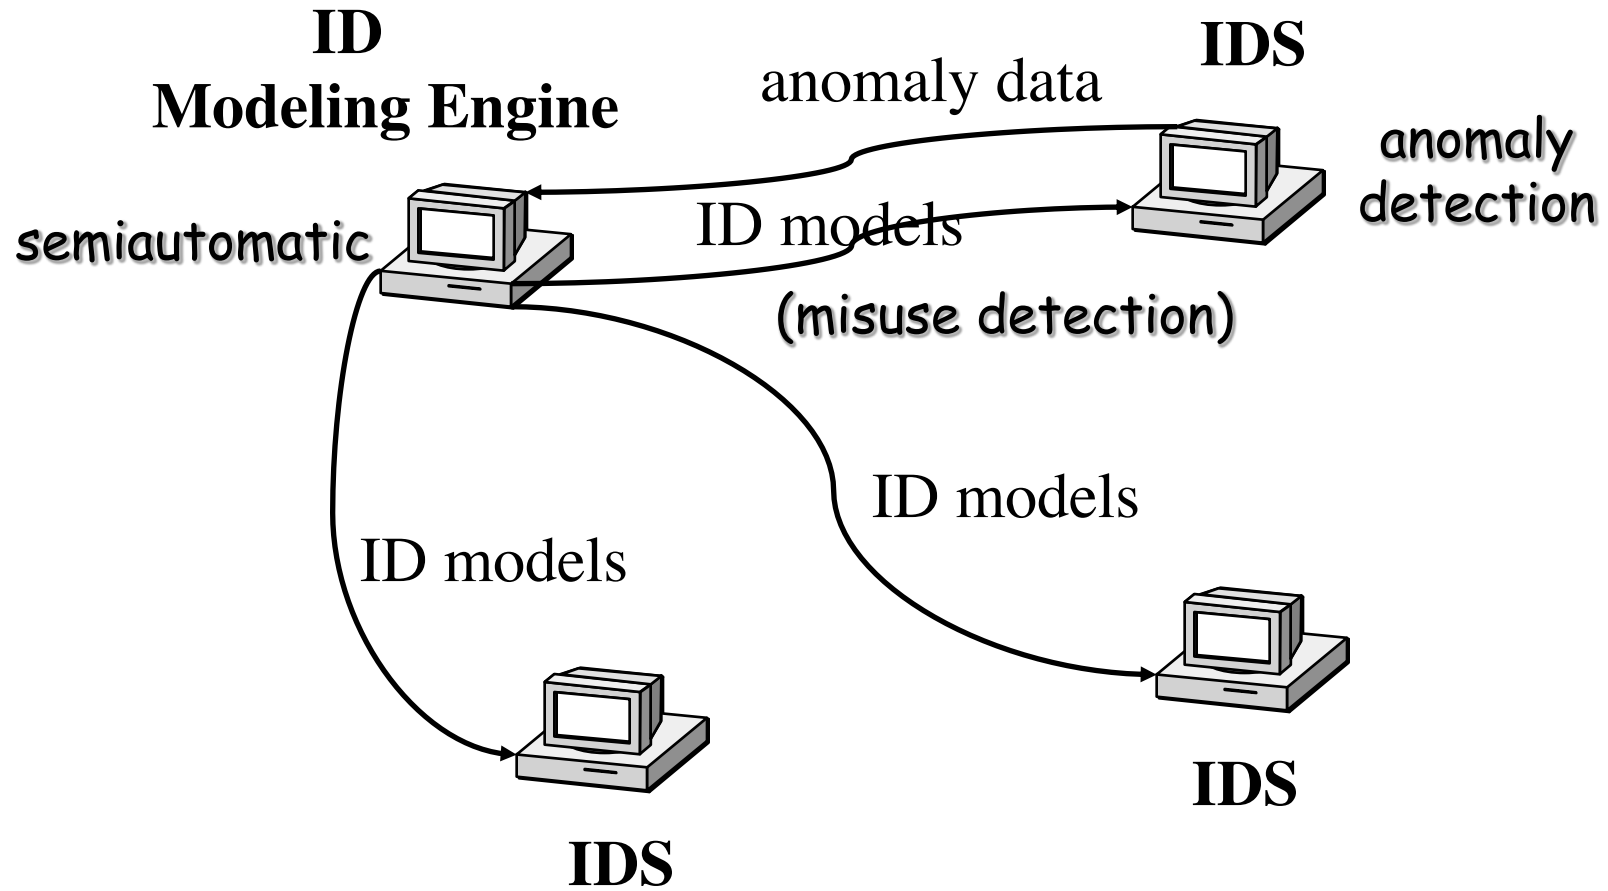 ID
Modeling Engine
IDS
anomaly data
anomaly
detection
semiautomatic
ID models
(misuse detection)
ID models
ID models
IDS
IDS